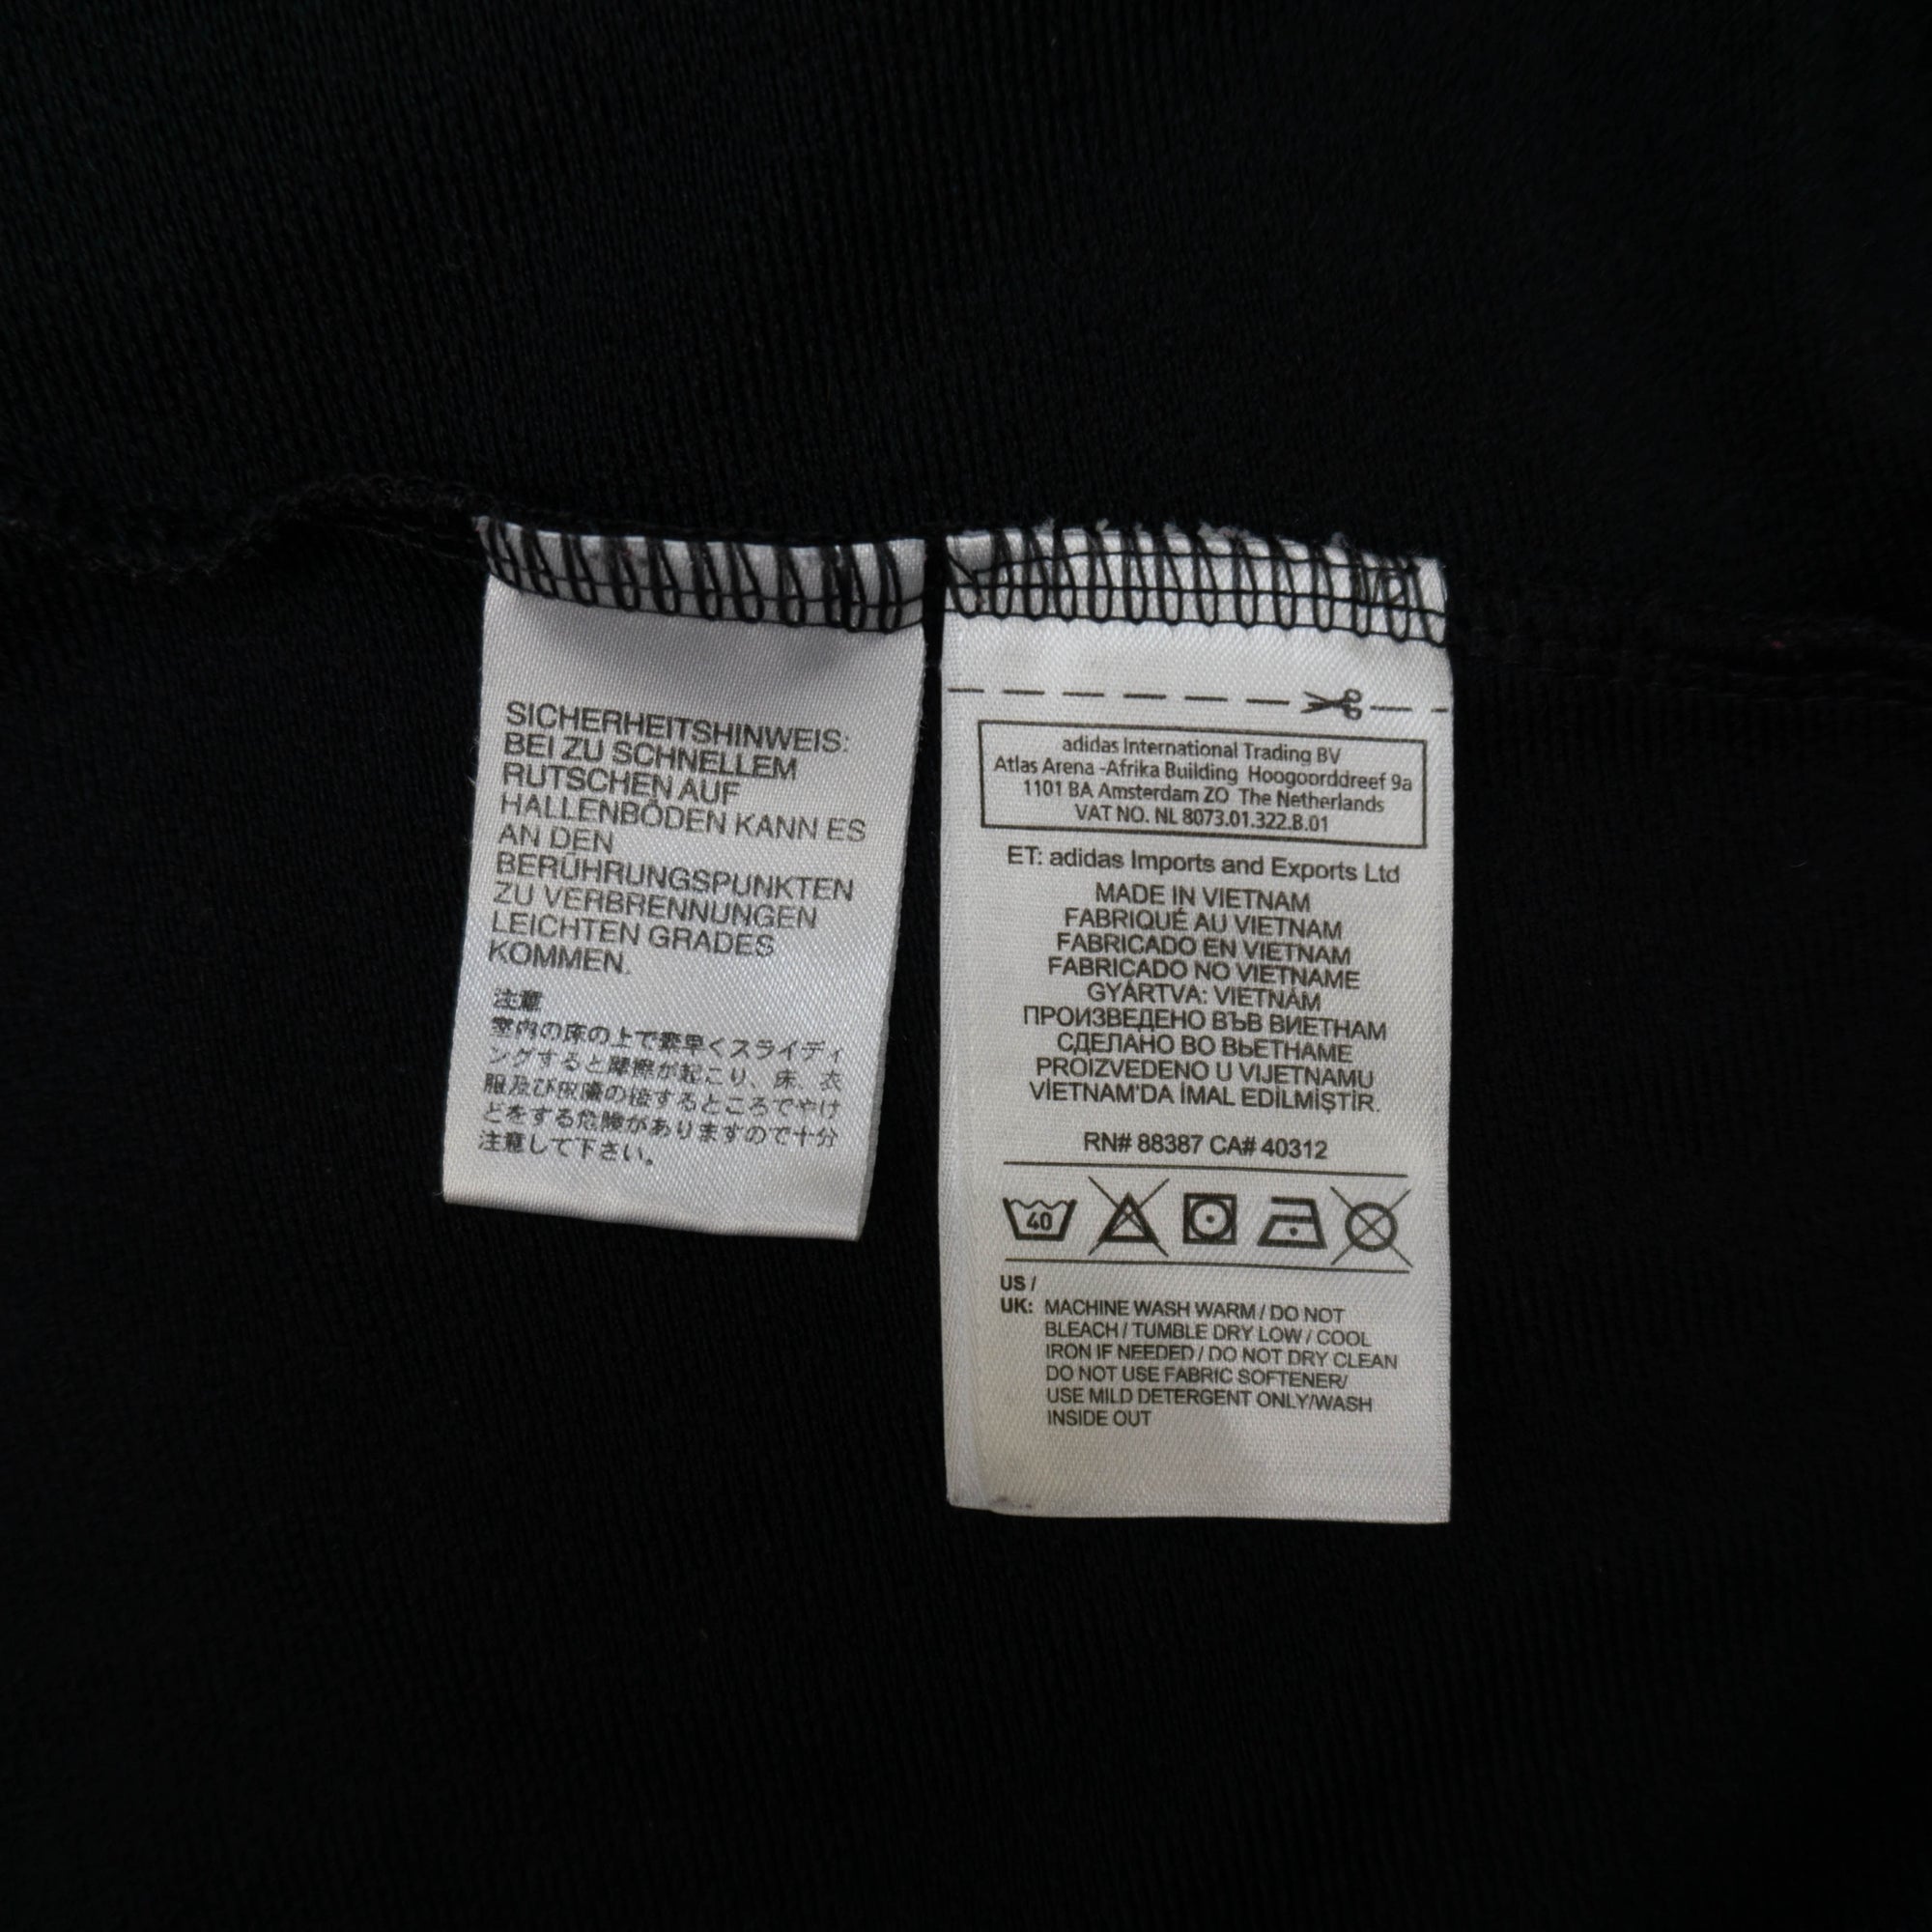 SICHERHEITSHINWEIS:
BEI ZU SCHNELLEM
RUTSCHEN AUF
HALLENBÖDEN KANN ES
AN DEN
BERÜHRUNGSPUNKTEN
ZU VERBRENNUNGEN
LEICHTEN GRADES
KOMMEN.
注意
室内の床の上で素早くスライディ
ングすると摩擦が起こり、床、衣
服及び皮膚の接するところでやけ
どをする危険がありますので十分
注意して下さい。
adidas International Trading BV
Atlas Arena -Afrika Building Hoogoorddreef 9a
1101 BA Amsterdam ZO The Netherlands
VAT NO. NL 8073.01.322.B.01
ET: adidas Imports and Exports Ltd
MADE IN VIETNAM
FABRIQUÉ AU VIETNAM
FABRICADO EN VIETNAM
FABRICADO NO VIETNAME
GYÁRTVA: VIETNÁM
ПРОИЗВЕДЕНО ВЪВ ВИЕТНАМ
СДЕЛАНО ВО ВЬЕТНАМЕ
PROIZVEDENO U VIJETNAMU
VİETNAM'DA İMAL EDİLMİŞTİR.
RN# 88387 CA# 40312
40
US /
UK: MACHINE WASH WARM / DO NOT
BLEACH / TUMBLE DRY LOW / COOL
IRON IF NEEDED / DO NOT DRY CLEAN
DO NOT USE FABRIC SOFTENER/
USE MILD DETERGENT ONLY/WASH
INSIDE OUT